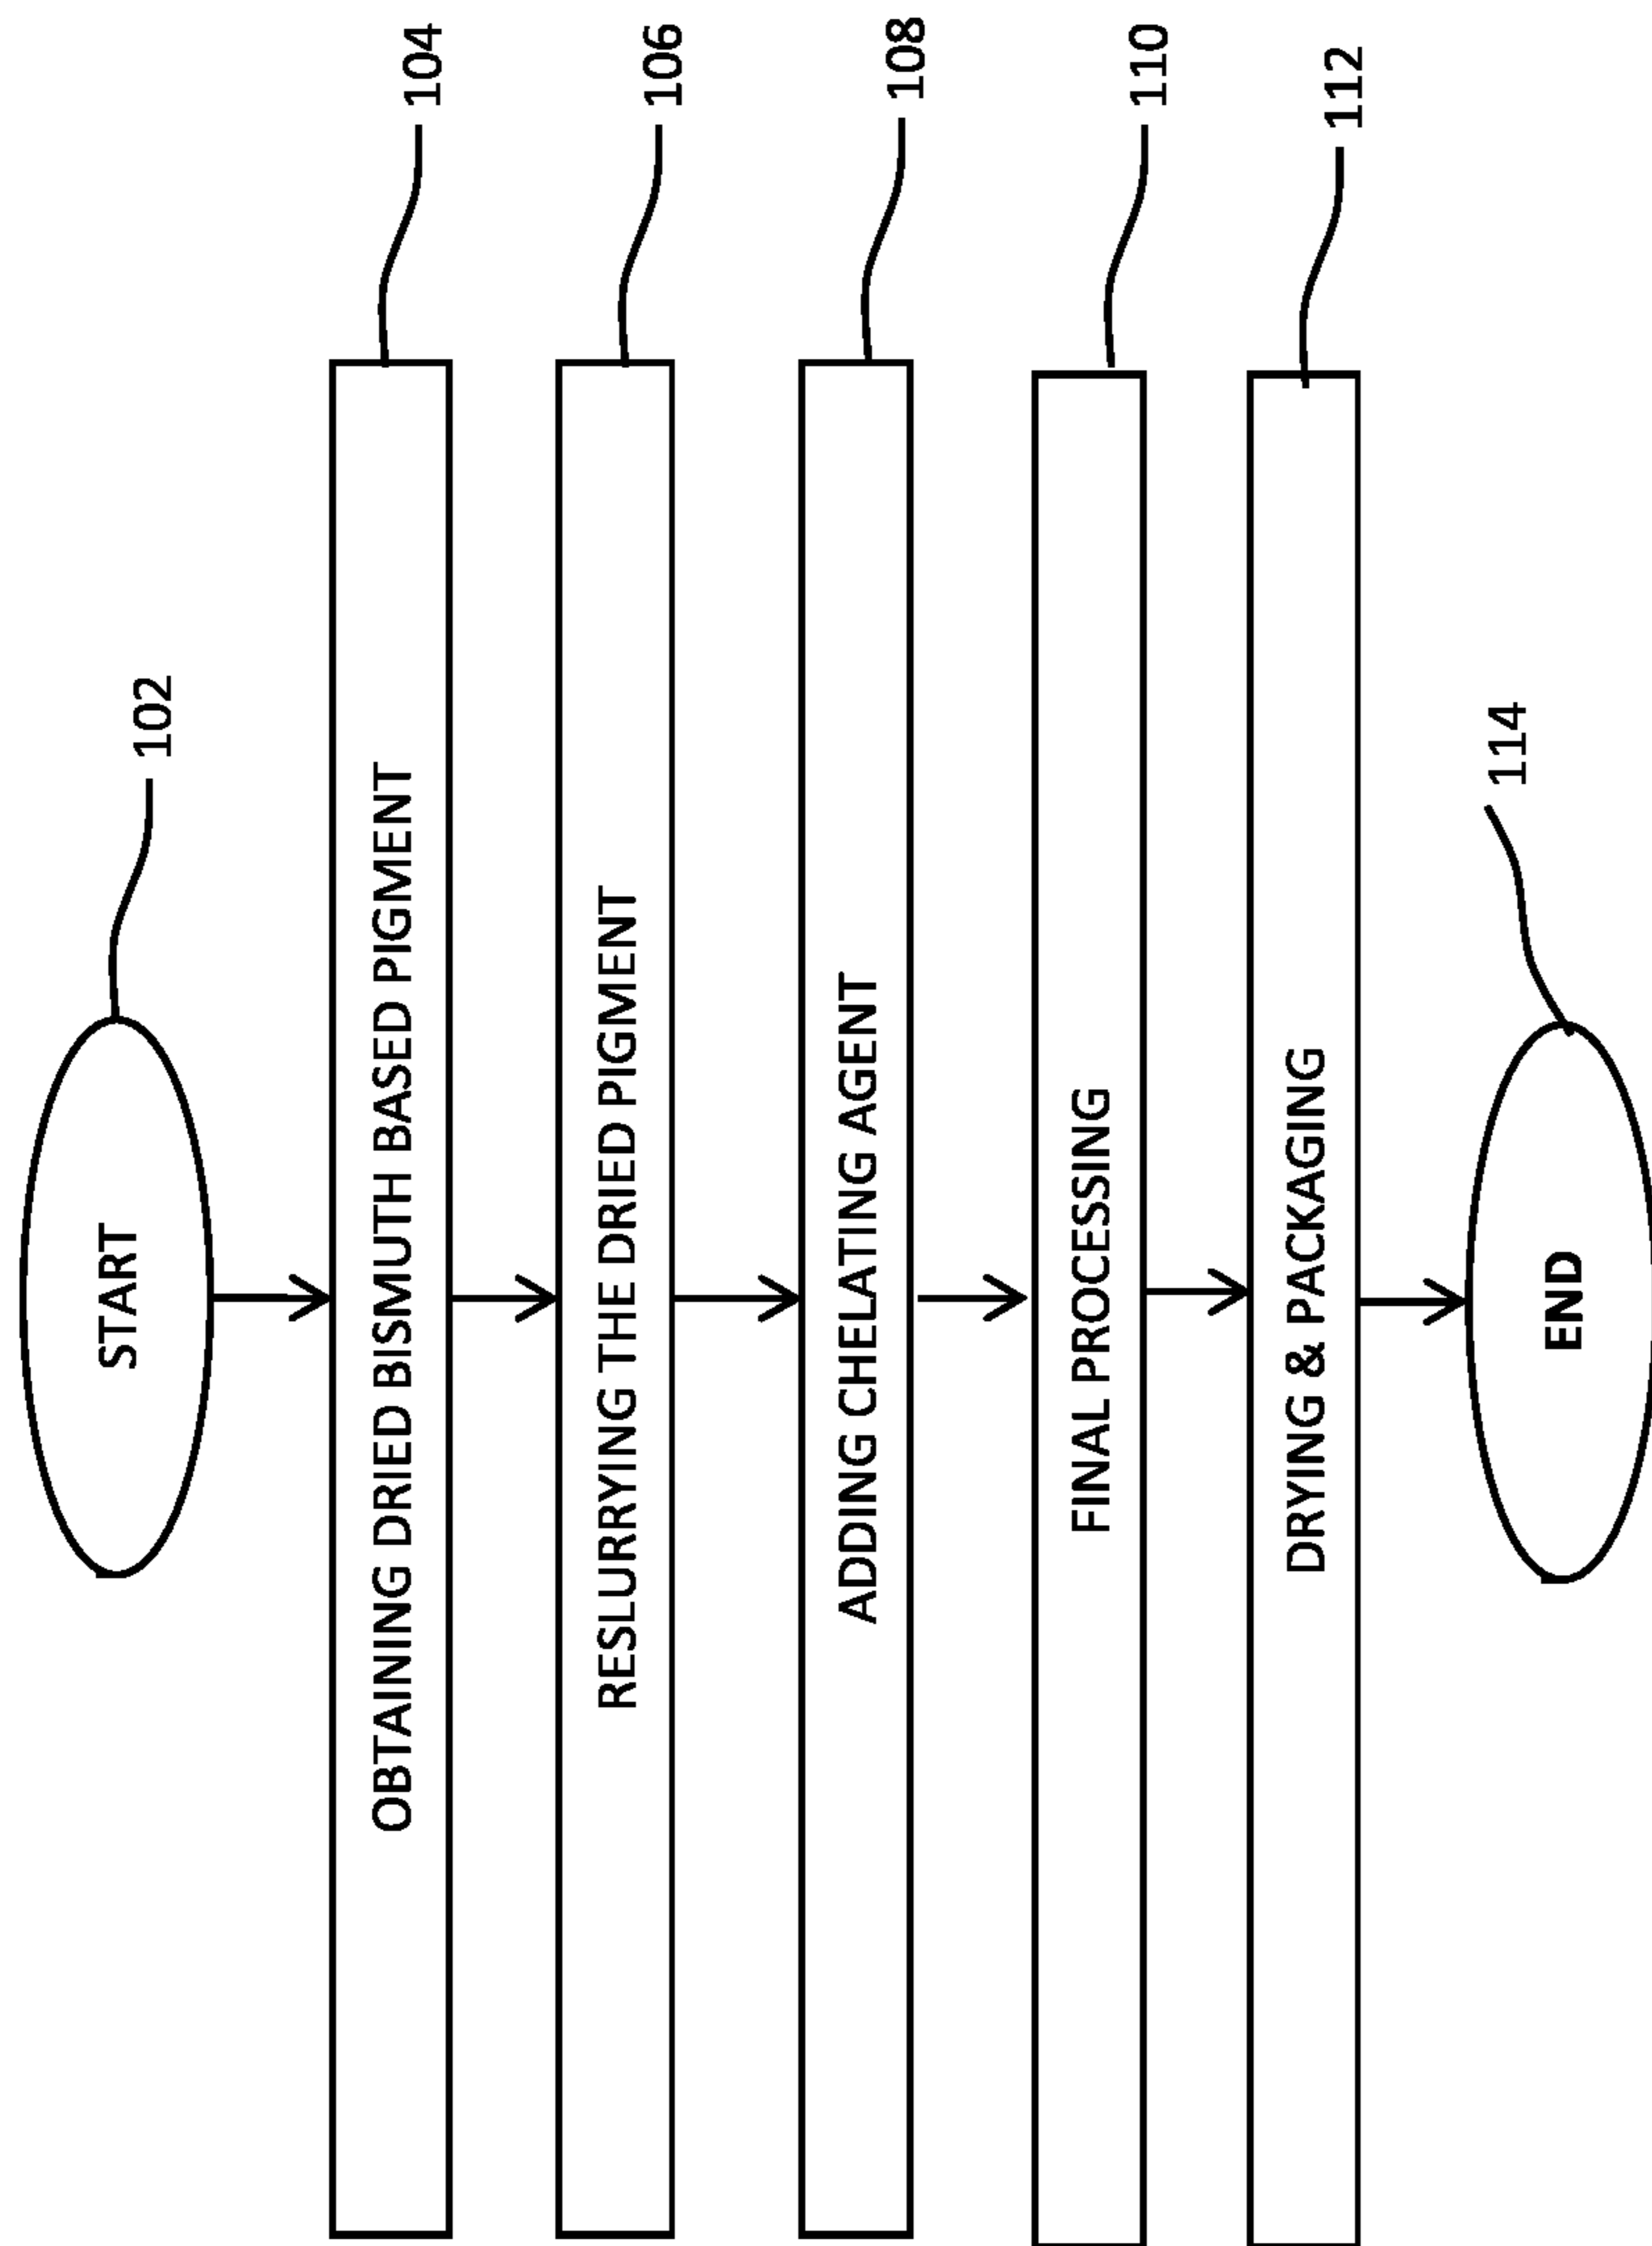 START
102
OBTAINING DRIED BISMUTH BASED PIGMENT
104
RESLURRYING THE DRIED PIGMENT
106
ADDING CHELATING AGENT
108
FINAL PROCESSING
110
DRYING & PACKAGING
112
END
114